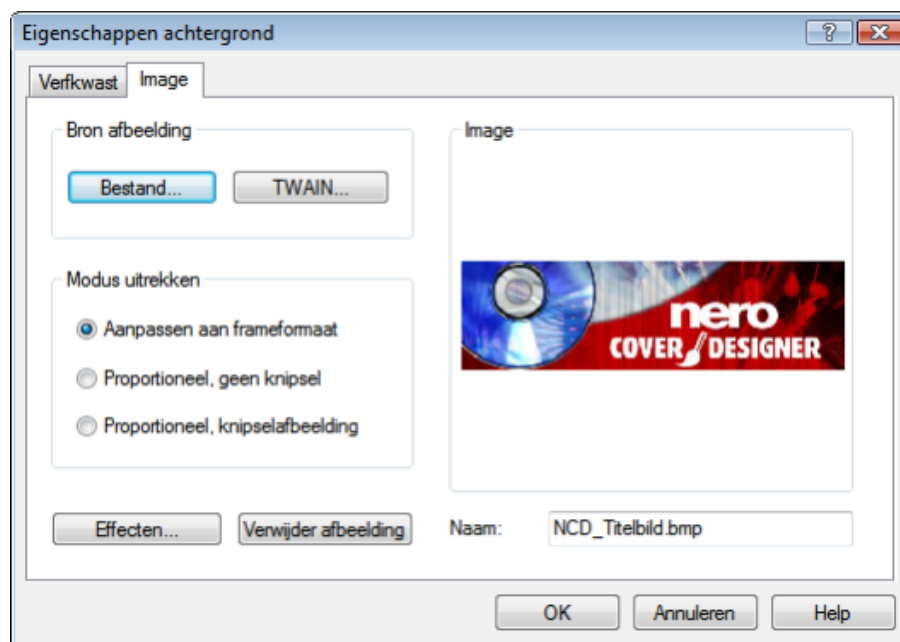 Eigenschappen achtergrond
Verfkwast
Image
Bron afbeelding
Bestand...
TWAIN...
Modus uitrekken
Aanpassen aan frameformaat
Proportioneel, geen knipsel
Proportioneel, knipselafbeelding
Image
nero
COVER DESIGNER
Effecten...
Verwijder afbeelding
Naam:
NCD_Titelbild.bmp
OK
Annuleren
Help